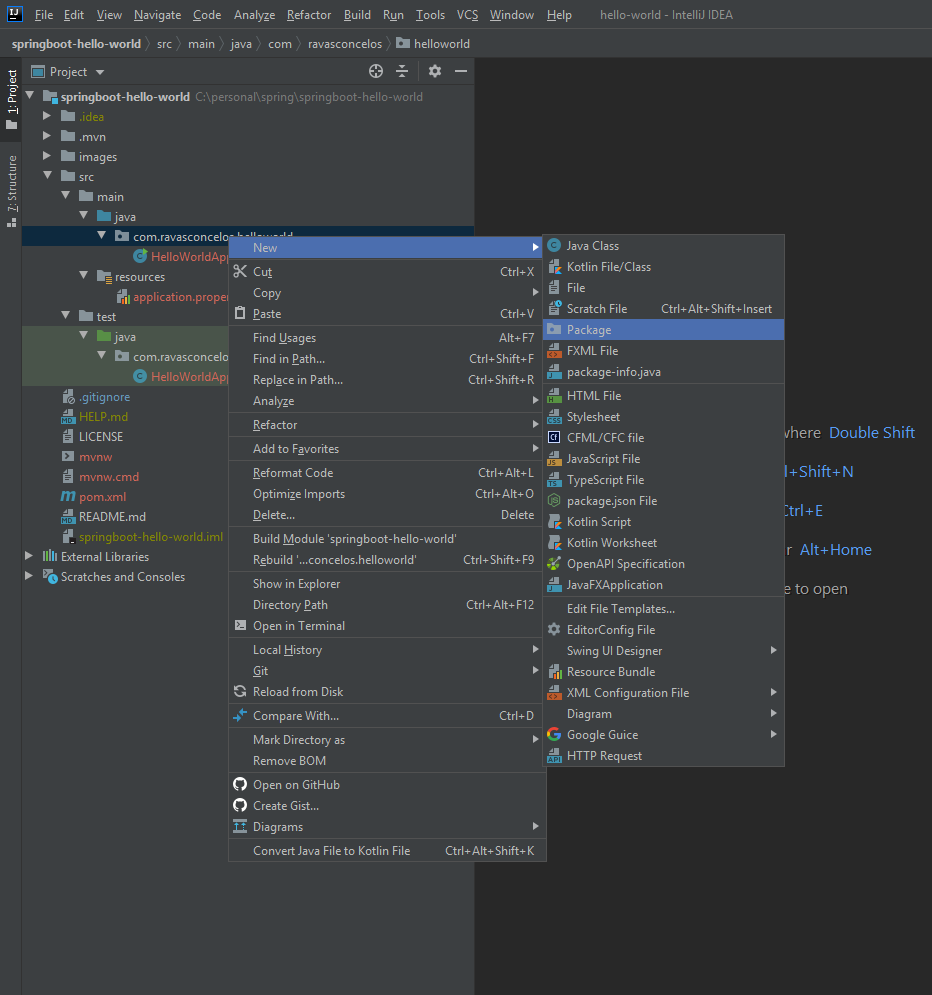 File Edit View Navigate Code Analyze Refactor Build Run Tools VCS Window Help hello-world - IntelliJ IDEA
springboot-hello-world src main java com ravasconcelos helloworld
1: Project
7: Structure
Project
springboot-hello-world C:\personal\spring\springboot-hello-world
.idea
.mvn
images
src
main
java
com.ravasconcelos.helloworld
HelloWorldApp
resources
application.proper
test
java
com.ravasconcelo
HelloWorldApp
.gitignore
HELP.md
LICENSE
mvnw
mvnw.cmd
pom.xml
README.md
springboot-hello-world.iml
External Libraries
Scratches and Consoles
New
Cut Ctrl+X
Copy
Paste Ctrl+V
Find Usages Alt+F7
Find in Path... Ctrl+Shift+F
Replace in Path... Ctrl+Shift+R
Analyze
Refactor
Add to Favorites
Reformat Code Ctrl+Alt+L
Optimize Imports Ctrl+Alt+O
Delete... Delete
Build Module 'springboot-hello-world'
Rebuild '...concelos.helloworld' Ctrl+Shift+F9
Show in Explorer
Directory Path Ctrl+Alt+F12
Open in Terminal
Local History
Git
Reload from Disk
Compare With... Ctrl+D
Mark Directory as
Remove BOM
Open on GitHub
Create Gist...
Diagrams
Convert Java File to Kotlin File Ctrl+Alt+Shift+K
Java Class
Kotlin File/Class
File
Scratch File Ctrl+Alt+Shift+Insert
Package
FXML File
package-info.java
HTML File
Stylesheet
CFML/CFC file
JavaScript File
TypeScript File
package.json File
Kotlin Script
Kotlin Worksheet
OpenAPI Specification
JavaFXApplication
Edit File Templates...
EditorConfig File
Swing UI Designer
Resource Bundle
XML Configuration File
Diagram
Google Guice
HTTP Request
where Double Shift
l+Shift+N
Ctrl+E
r Alt+Home
e to open